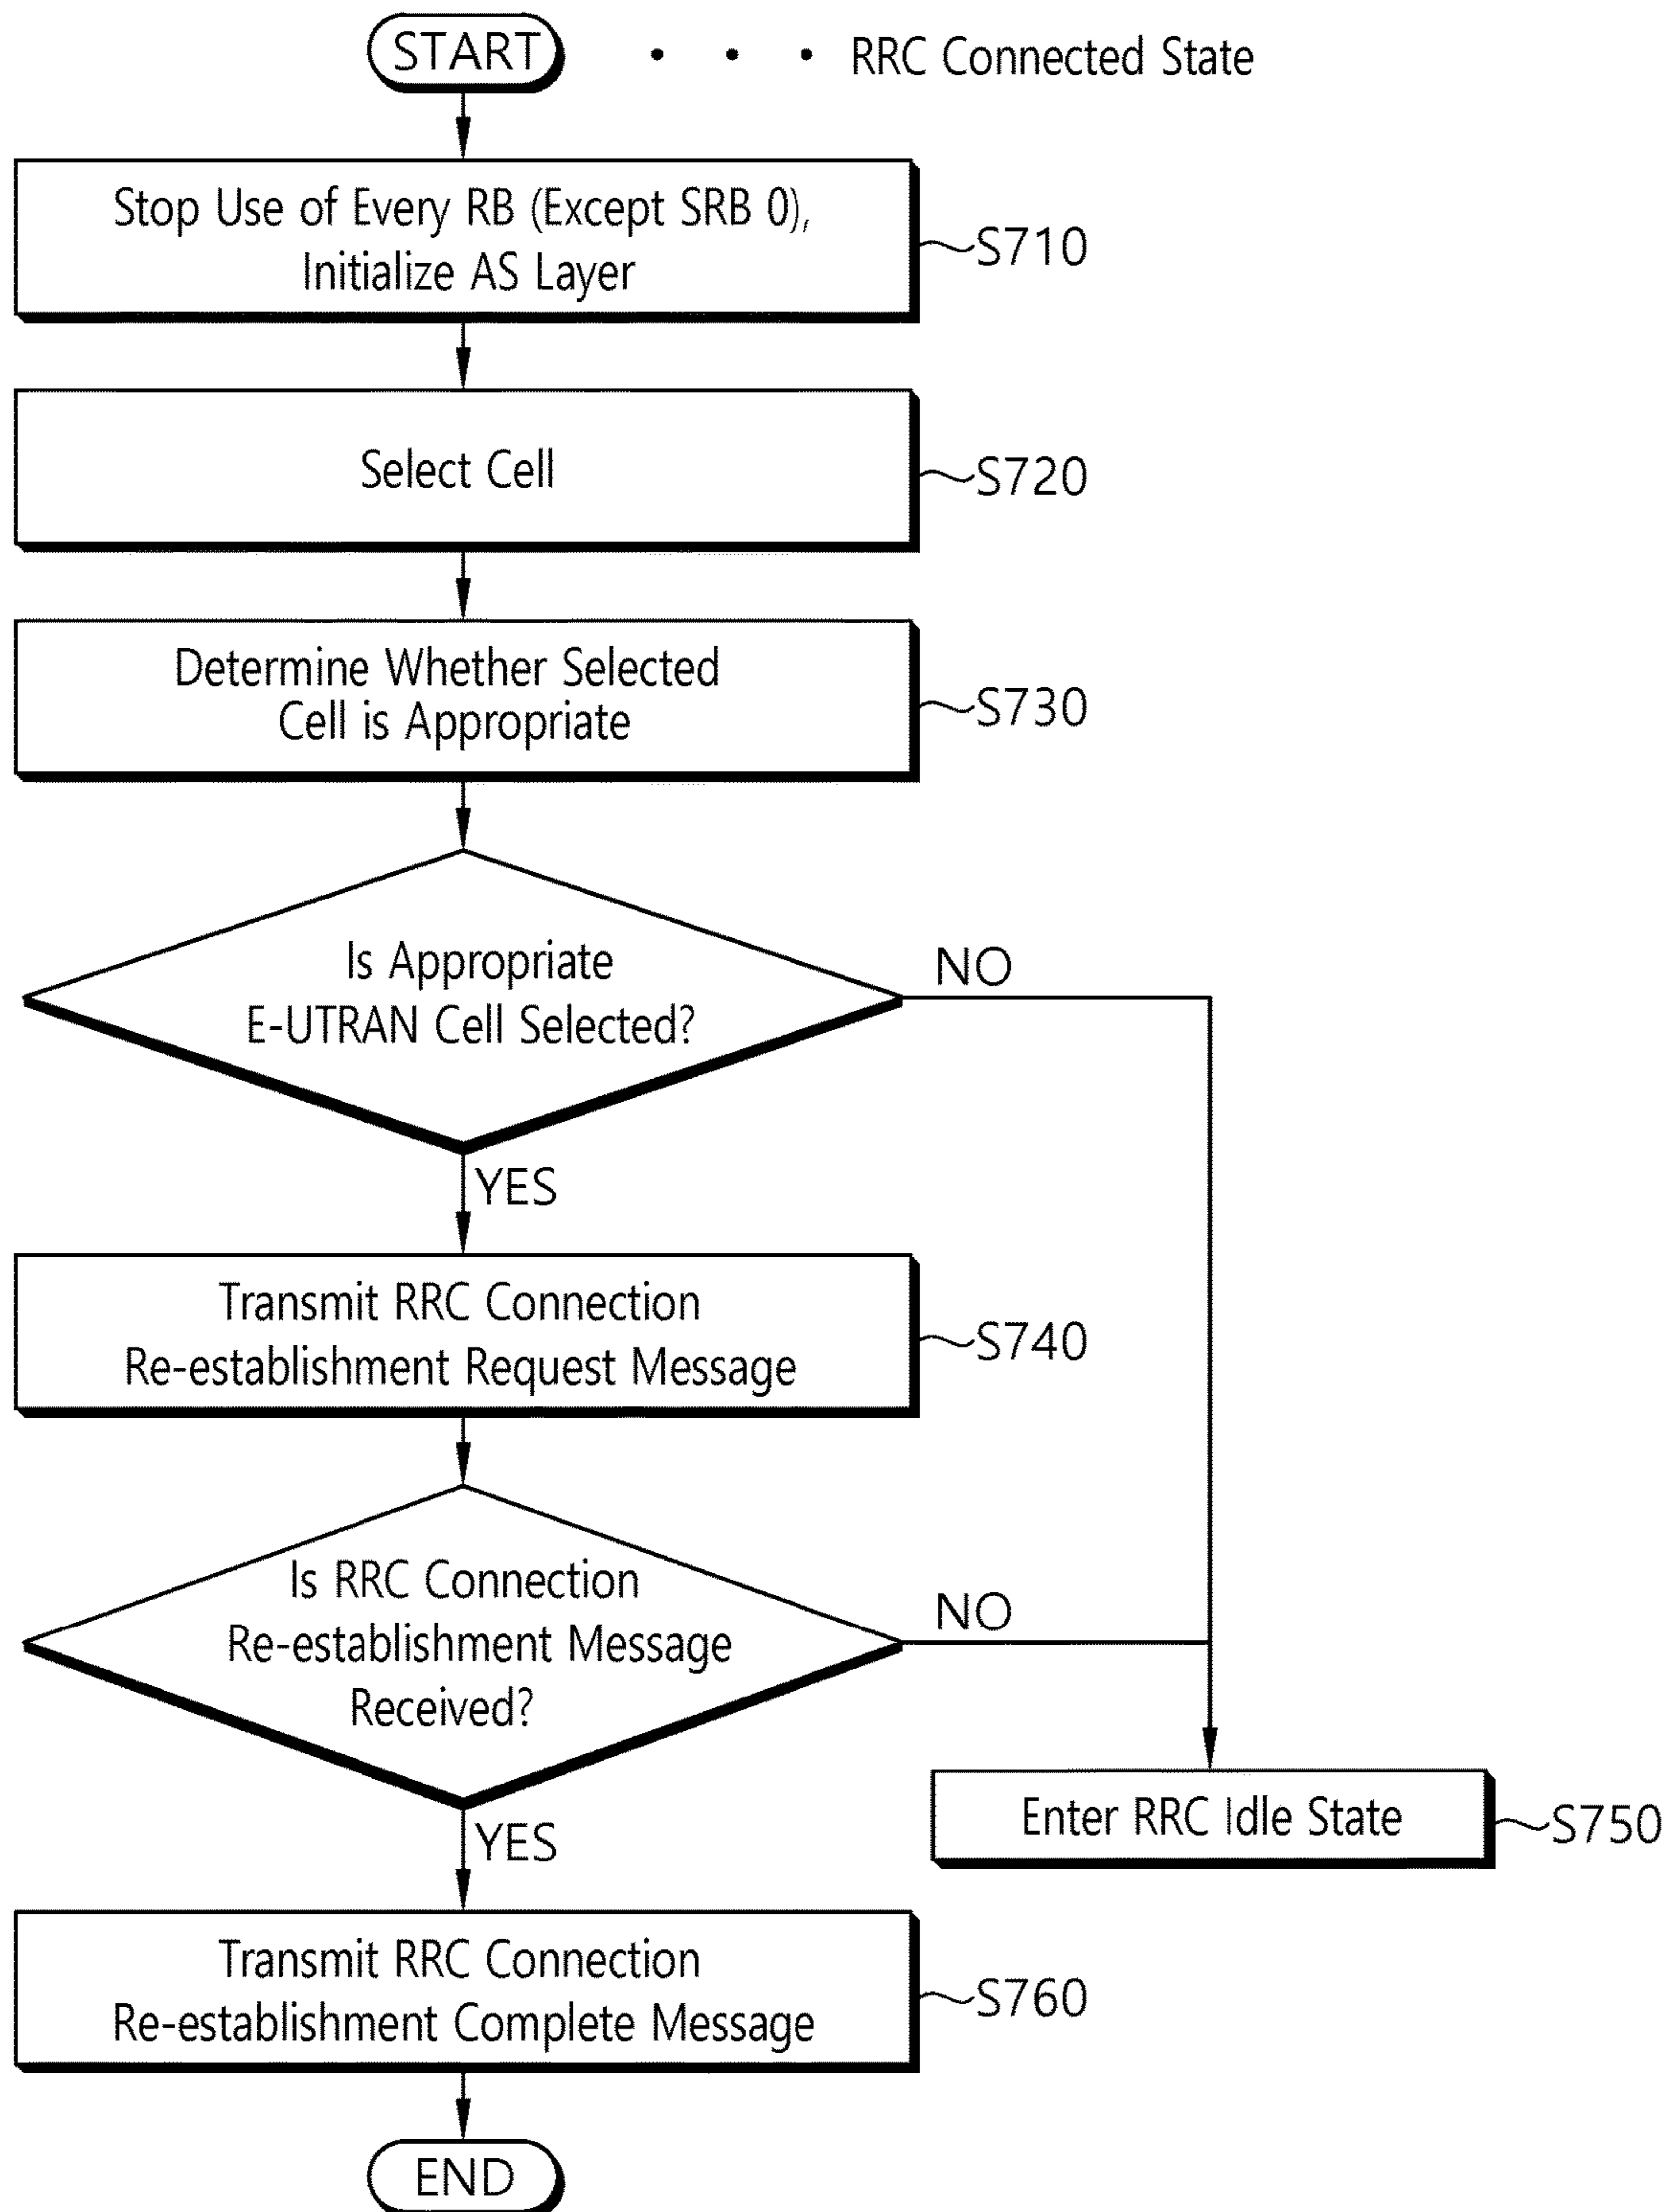 START • • • RRC Connected State
Stop Use of Every RB (Except SRB 0),
Initialize AS Layer
S710
Select Cell
S720
Determine Whether Selected
Cell is Appropriate
S730
Is Appropriate
E-UTRAN Cell Selected?
NO
YES
Transmit RRC Connection
Re-establishment Request Message
S740
Is RRC Connection
Re-establishment Message
Received?
NO
YES
Enter RRC Idle State
S750
Transmit RRC Connection
Re-establishment Complete Message
S760
END